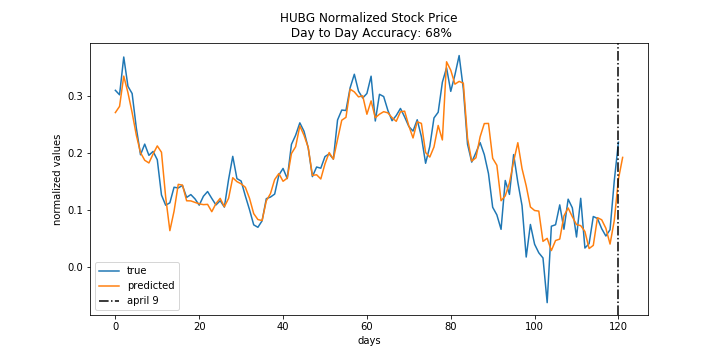 HUBG Normalized Stock Price
Day to Day Accuracy: 68%
normalized values
0.3
0.2
0.1
0.0
true
predicted
april 9
0
20
40
60
80
100
120
days